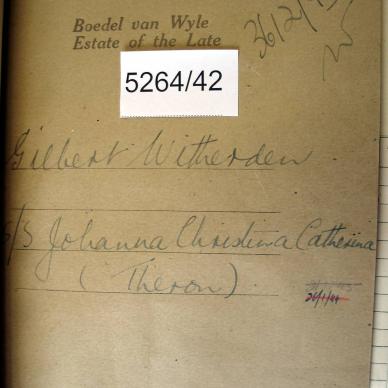 Boedel van Wyle
Estate of the Late
5264/42
Gilbert Witherden
S/S Johanna Christina Catherina
(Theron).